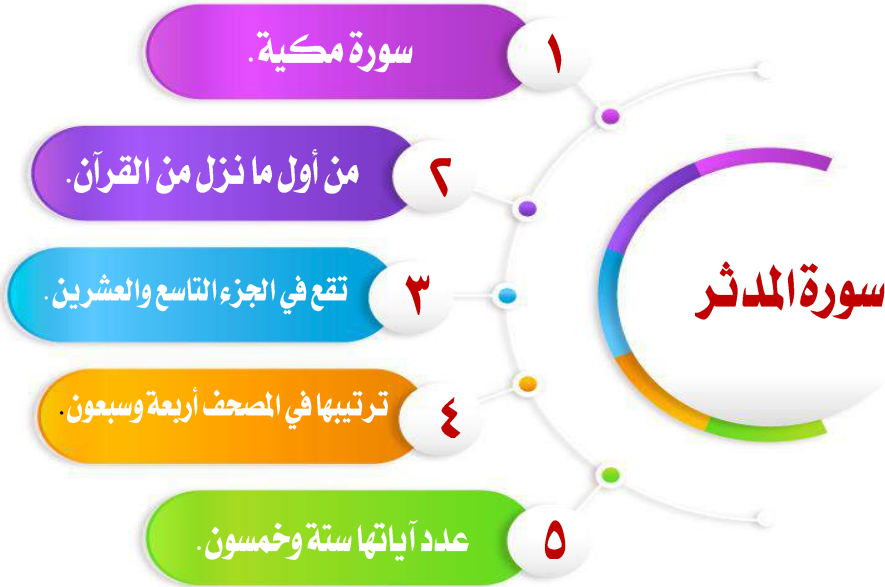 سورة المدثر
١
سورة مكية.
٢
من أول ما نزل من القرآن.
٣
تقع في الجزء التاسع والعشرين.
٤
ترتيبها في المصحف أربعة وسبعون.
٥
عدد آياتها ستة وخمسون.